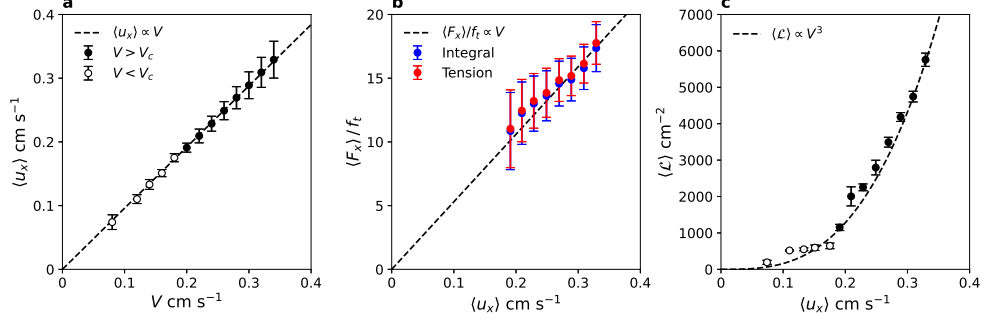 a
⟨u_x⟩ ∝ V
V > V_c
V < V_c
0.4
0.3
0.2
0.1
0
⟨u_x⟩ cm s⁻¹
0 0.1 0.2 0.3 0.4
V cm s⁻¹
b
⟨F_x⟩/f_t ∝ V
Integral
Tension
20
15
10
5
0
⟨F_x⟩ / f_t
0 0.1 0.2 0.3 0.4
⟨u_x⟩ cm s⁻¹
c
⟨ℒ⟩ ∝ V³
7000
6000
5000
4000
3000
2000
1000
0
⟨ℒ⟩ cm⁻²
0 0.1 0.2 0.3 0.4
⟨u_x⟩ cm s⁻¹